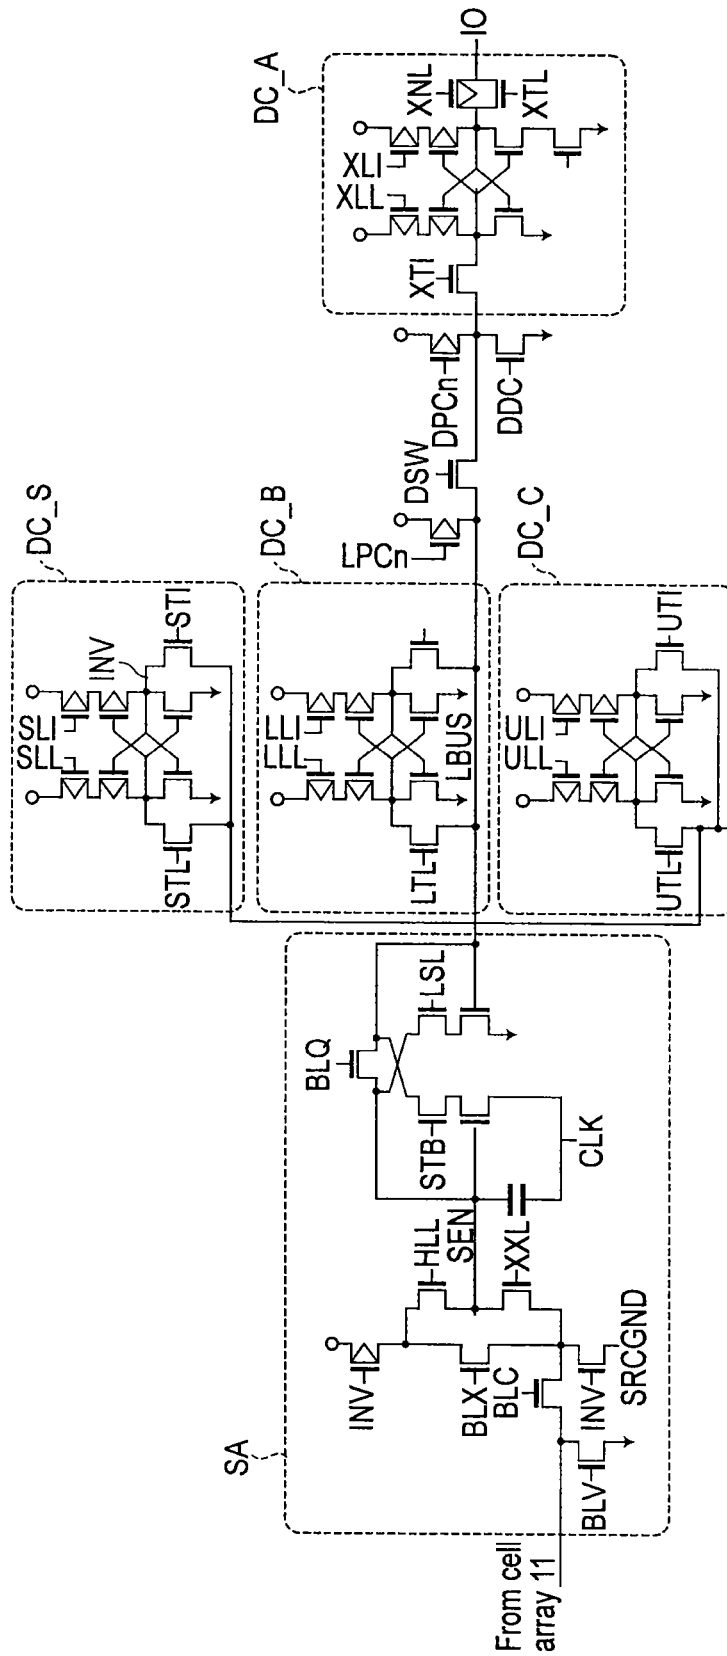 From cell
array 11
SA
BLV
INV
BLX
BLC
INV
SRCGND
HLL
SEN
XXL
STB
BLQ
LSL
CLK
DC_S
SLI
SLL
INV
STL
STI
DC_B
LLI
LLL
LTL
LBUS
DC_C
ULI
ULL
UTL
UTI
LPCn
DSW
DPCn
DDC
DC_A
XTI
XLI
XLL
XNL
XTL
IO